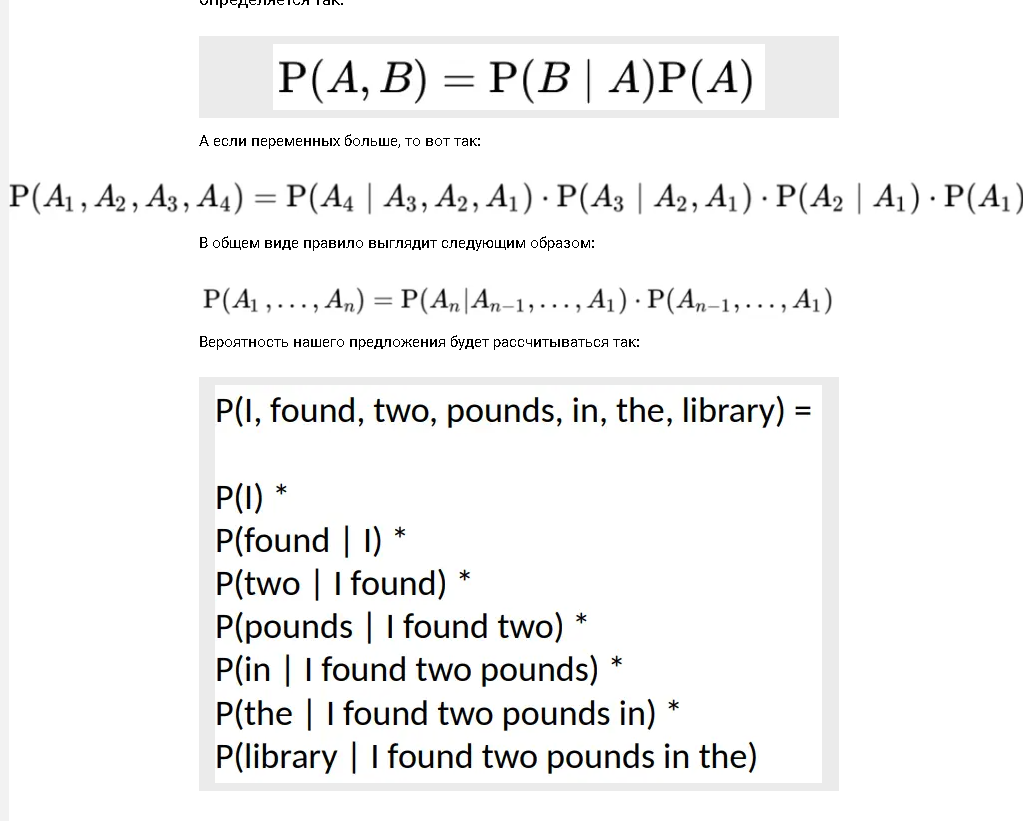 определяется так:
P(A, B) = P(B | A)P(A)
А если переменных больше, то вот так:
P(A₁, A₂, A₃, A₄) = P(A₄ | A₃, A₂, A₁) · P(A₃ | A₂, A₁) · P(A₂ | A₁) · P(A₁)
В общем виде правило выглядит следующим образом:
P(A₁, . . . , Aₙ) = P(Aₙ|Aₙ₋₁, . . . , A₁) · P(Aₙ₋₁, . . . , A₁)
Вероятность нашего предложения будет рассчитываться так:
P(I, found, two, pounds, in, the, library) =
P(I) *
P(found | I) *
P(two | I found) *
P(pounds | I found two) *
P(in | I found two pounds) *
P(the | I found two pounds in) *
P(library | I found two pounds in the)